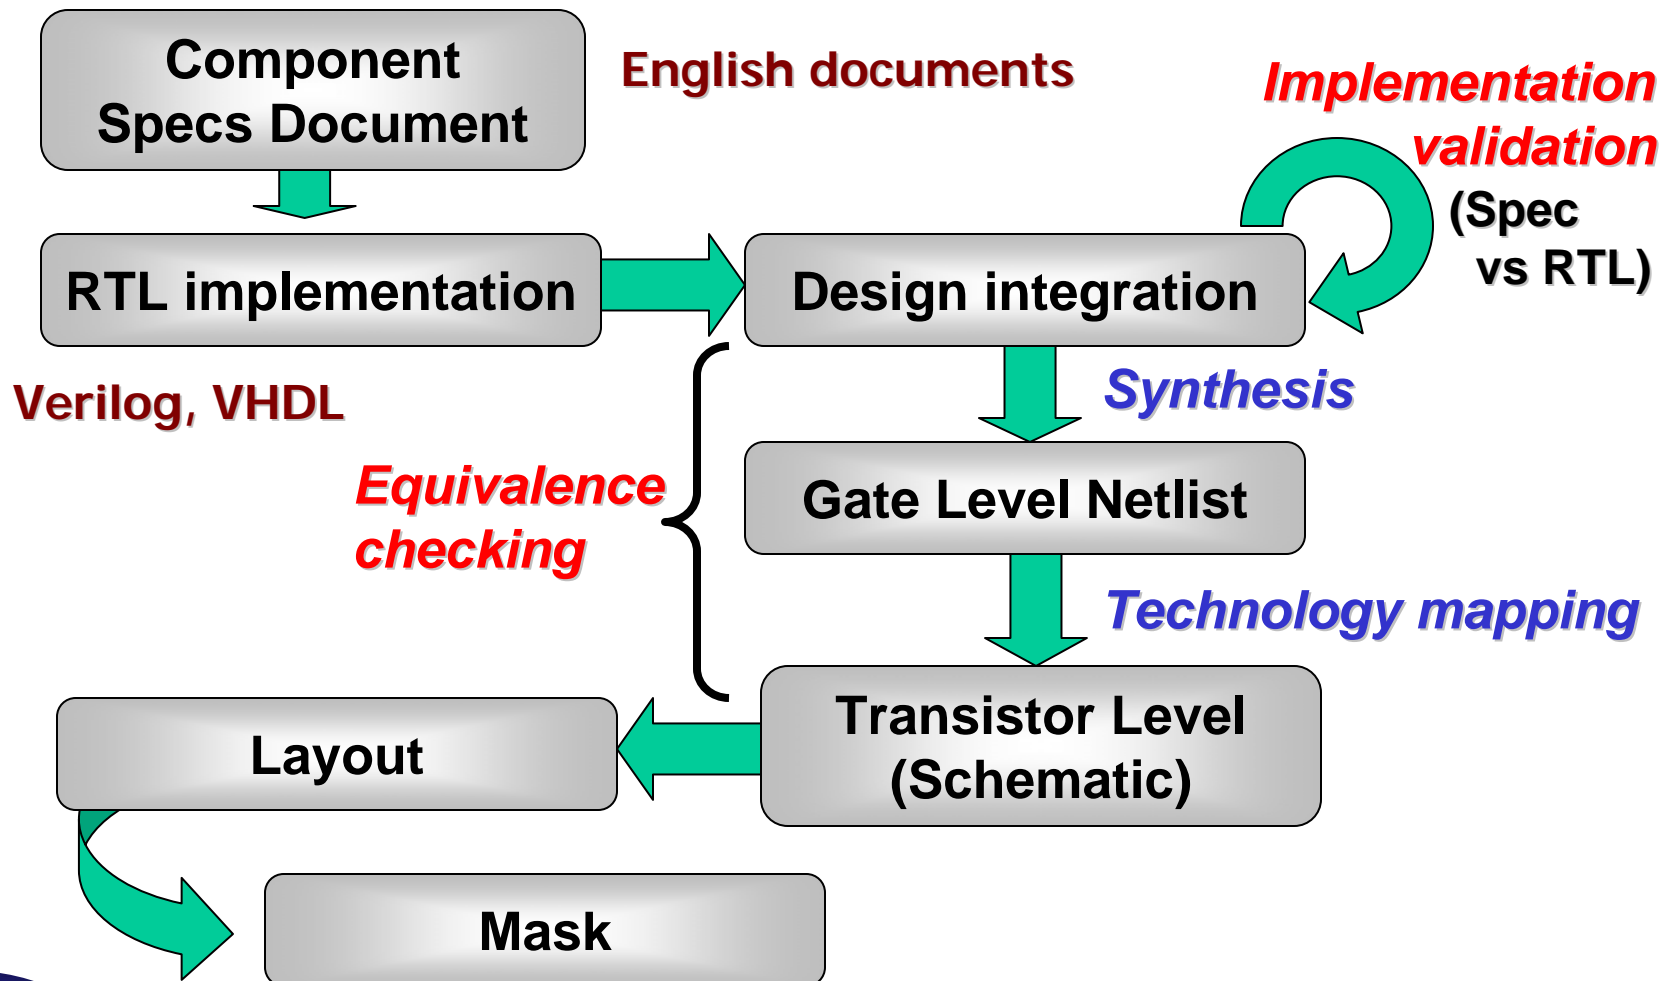 Component
Specs Document
English documents
Implementation
validation
(Spec
vs RTL)
RTL implementation
Design integration
Verilog, VHDL
Synthesis
Equivalence
checking
Gate Level Netlist
Technology mapping
Transistor Level
(Schematic)
Layout
Mask